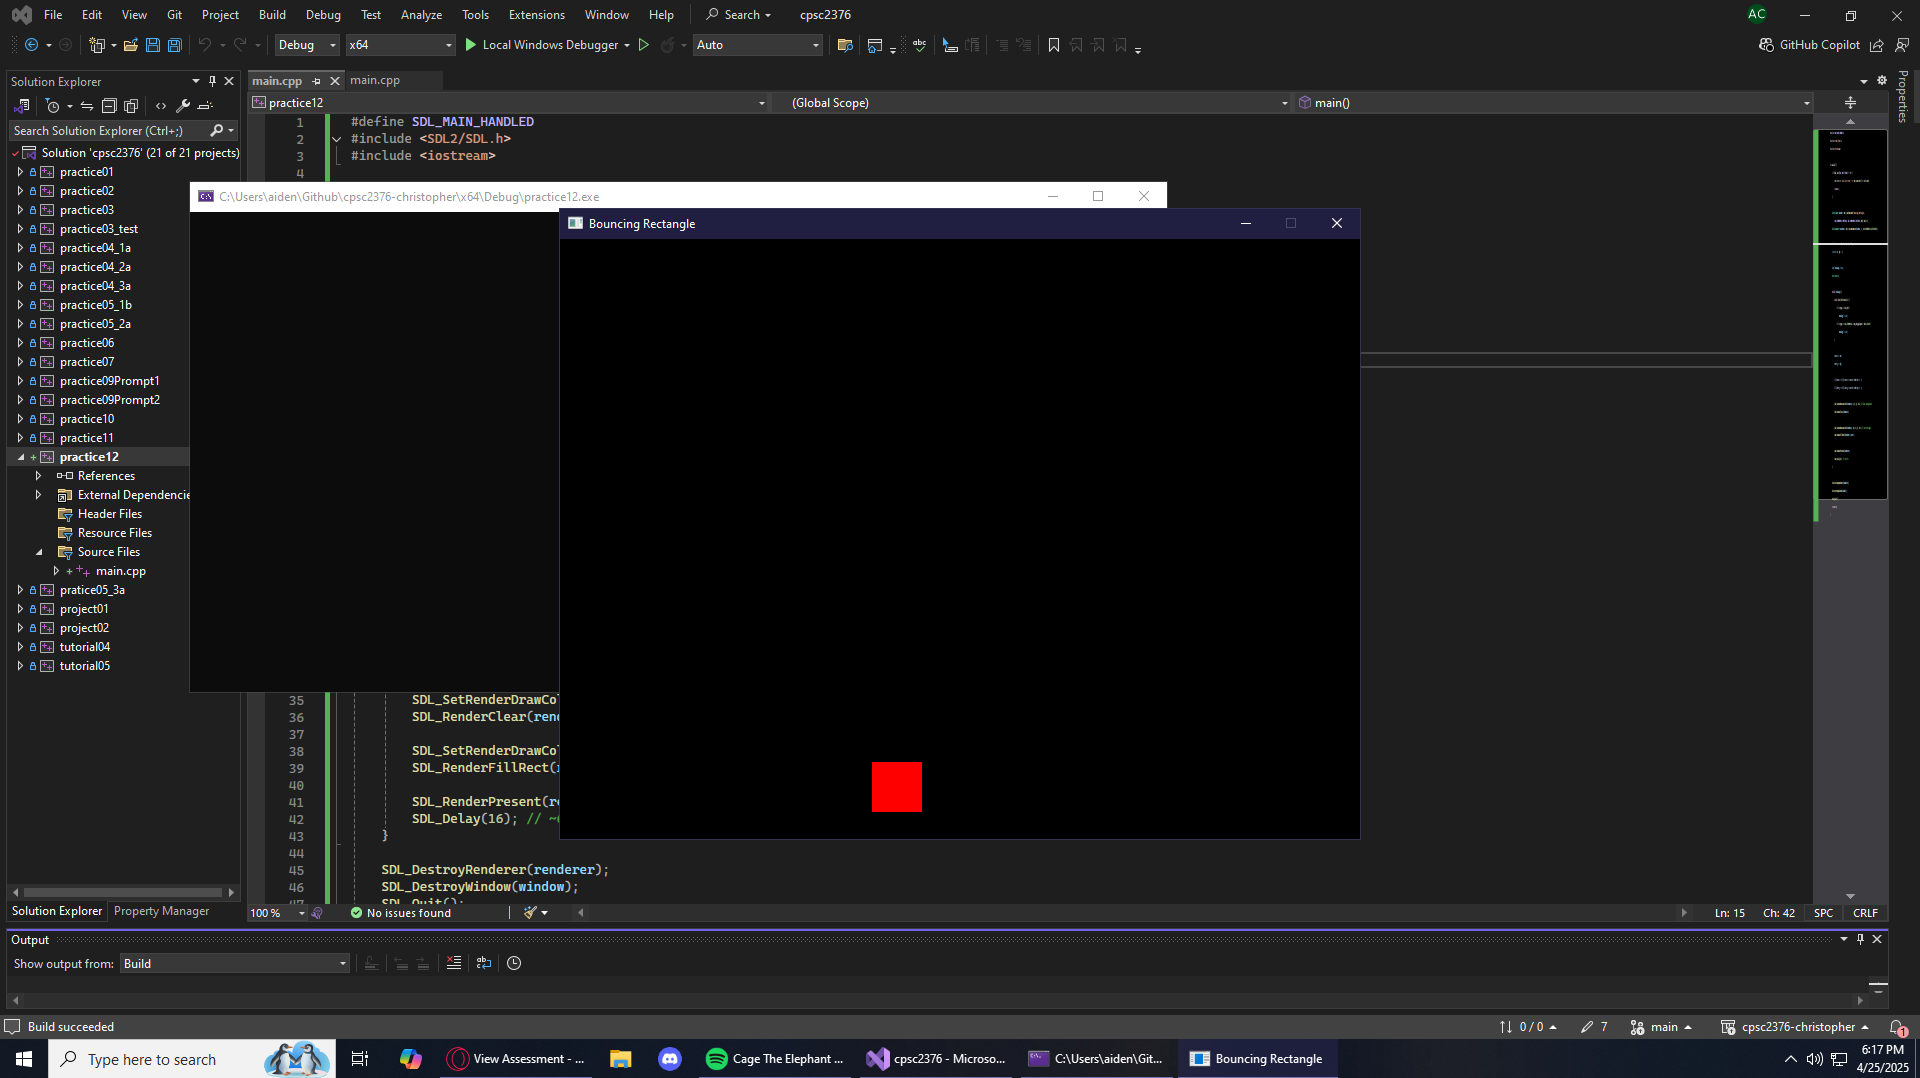 File Edit View Git Project Build Debug Test Analyze Tools Extensions Window Help Search cpsc2376 AC
Debug x64 Local Windows Debugger Auto GitHub Copilot
Solution Explorer
main.cpp main.cpp
practice12 (Global Scope) main()
Properties
Search Solution Explorer (Ctrl+;)
Solution 'cpsc2376' (21 of 21 projects)
practice01
practice02
practice03
practice03_test
practice04_1a
practice04_2a
practice04_3a
practice05_1b
practice05_2a
practice06
practice07
practice09Prompt1
practice09Prompt2
practice10
practice11
practice12
References
External Dependencie
Header Files
Resource Files
Source Files
main.cpp
pratice05_3a
project01
project02
tutorial04
tutorial05
Solution Explorer Property Manager
1 #define SDL_MAIN_HANDLED
2 #include <SDL2/SDL.h>
3 #include <iostream>
4
C:\Users\aiden\Github\cpsc2376-christopher\x64\Debug\practice12.exe
Bouncing Rectangle
35 SDL_SetRenderDrawCo
36 SDL_RenderClear(ren
37
38 SDL_SetRenderDrawCo
39 SDL_RenderFillRect(
40
41 SDL_RenderPresent(r
42 SDL_Delay(16); // ~
43 }
44
45 SDL_DestroyRenderer(renderer);
46 SDL_DestroyWindow(window);
47 SDL_Quit();
100 % No issues found Ln: 15 Ch: 42 SPC CRLF
Output
Show output from: Build
Build succeeded 0 / 0 7 main cpsc2376-christopher 1
Type here to search View Assessment - ... Cage The Elephant ... cpsc2376 - Microso... C:\Users\aiden\Git... Bouncing Rectangle
6:17 PM
4/25/2025